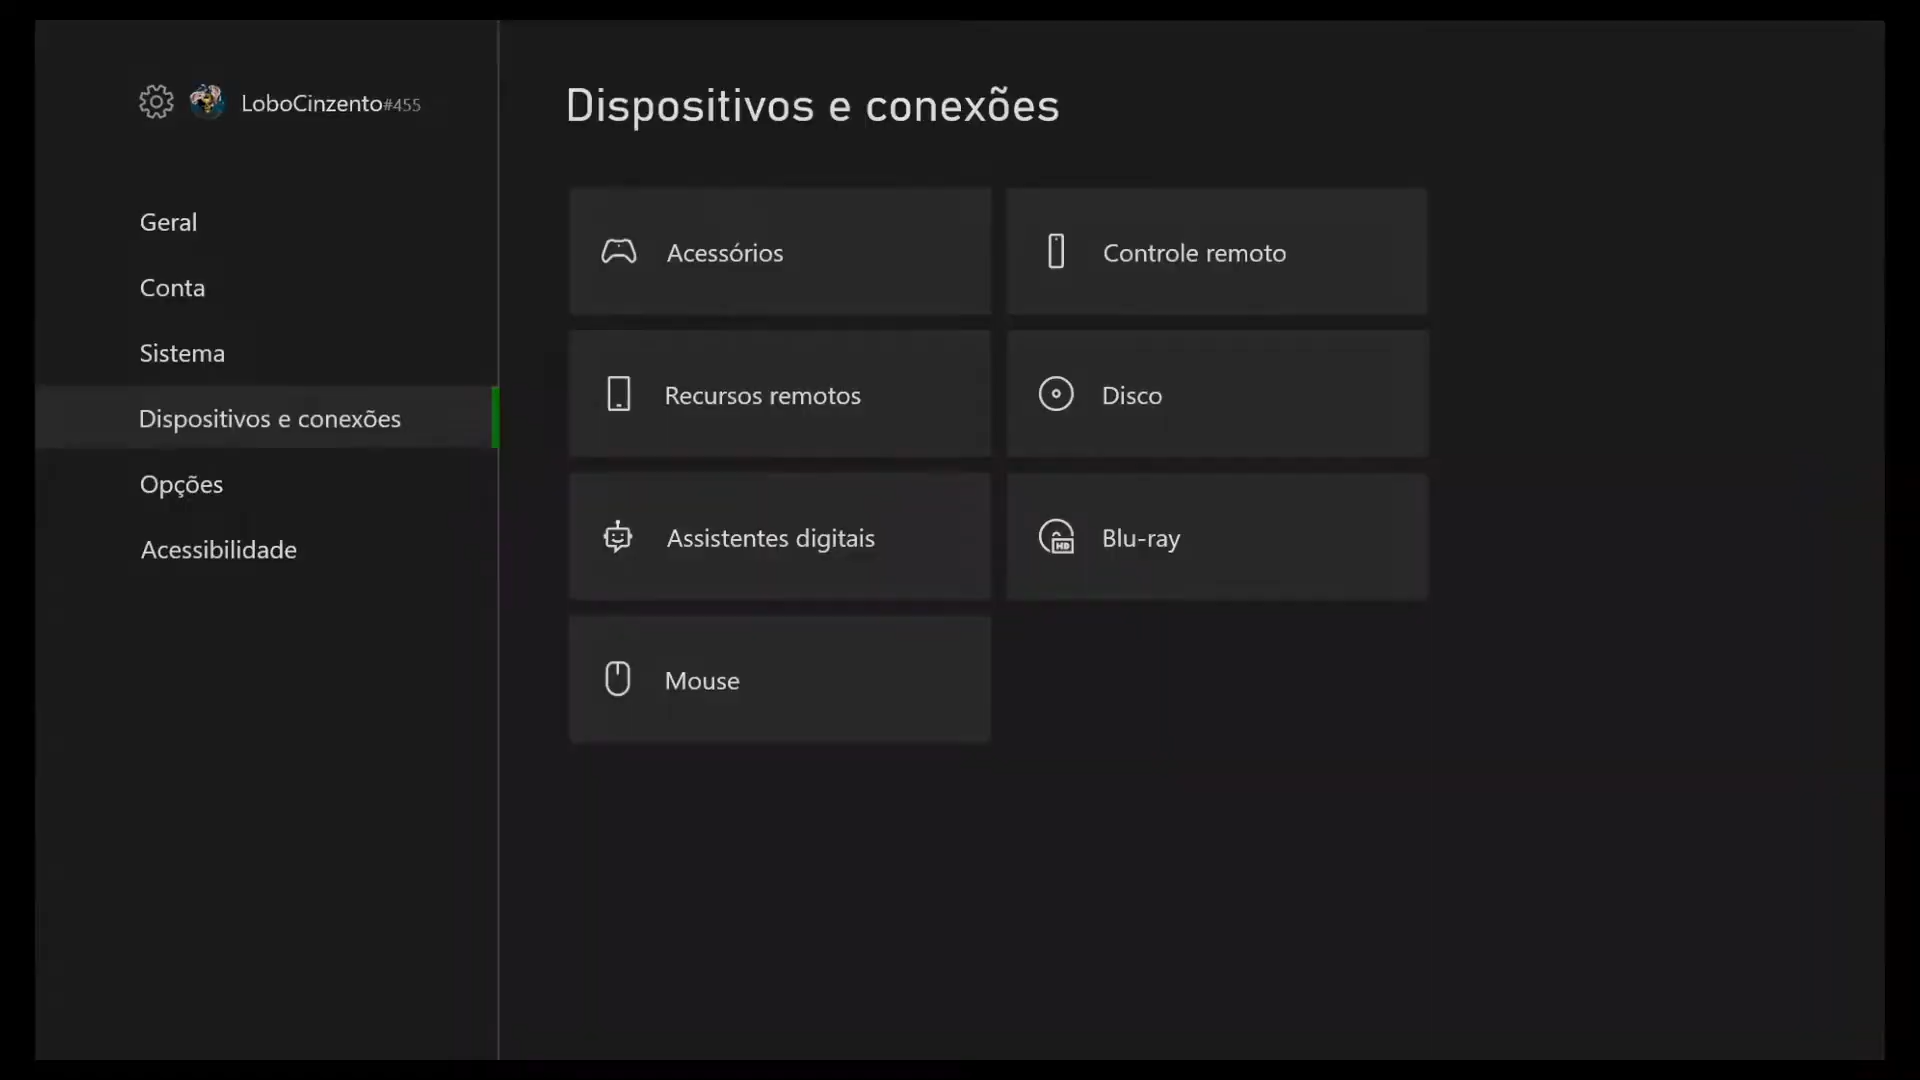 LoboCinzento#455
Geral
Conta
Sistema
Dispositivos e conexões
Opções
Acessibilidade
Dispositivos e conexões
Acessórios
Controle remoto
Recursos remotos
Disco
Assistentes digitais
HD
Blu-ray
Mouse